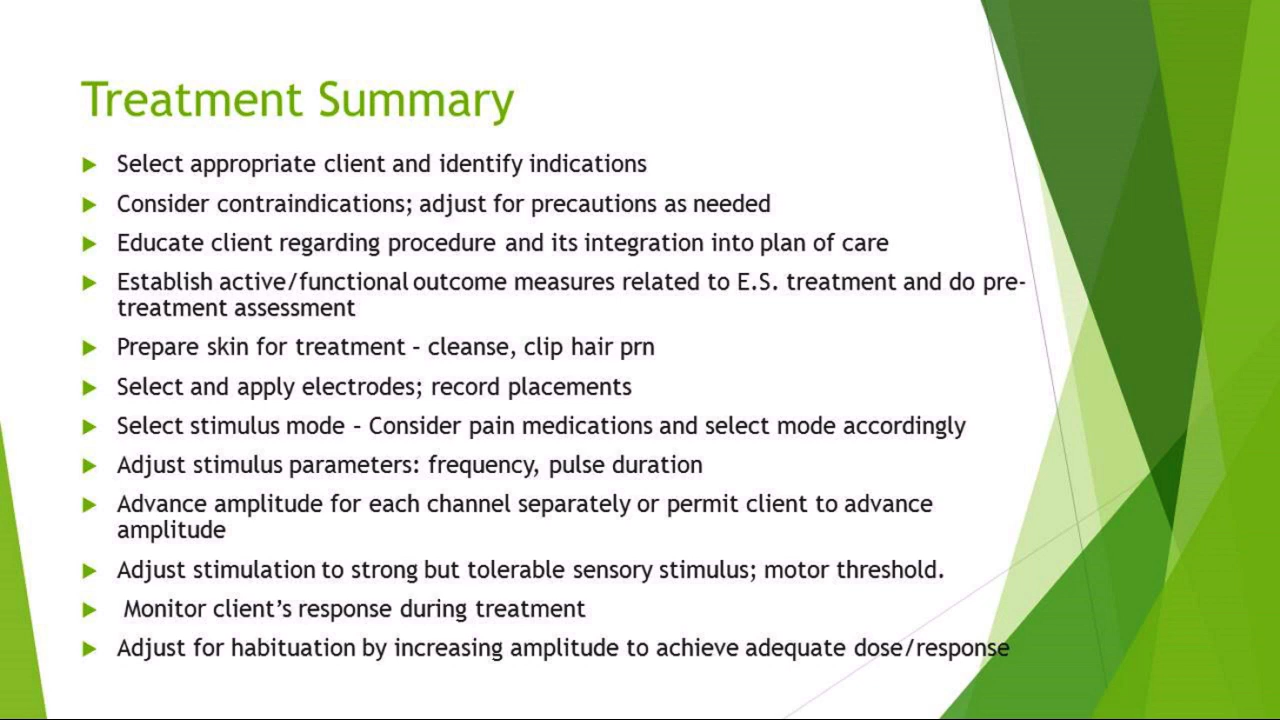 Treatment Summary
Select appropriate client and identify indications
Consider contraindications; adjust for precautions as needed
Educate client regarding procedure and its integration into plan of care
Establish active/functional outcome measures related to E.S. treatment and do pre-
treatment assessment
Prepare skin for treatment – cleanse, clip hair prn
Select and apply electrodes; record placements
Select stimulus mode – Consider pain medications and select mode accordingly
Adjust stimulus parameters: frequency, pulse duration
Advance amplitude for each channel separately or permit client to advance
amplitude
Adjust stimulation to strong but tolerable sensory stimulus; motor threshold.
Monitor client’s response during treatment
Adjust for habituation by increasing amplitude to achieve adequate dose/response